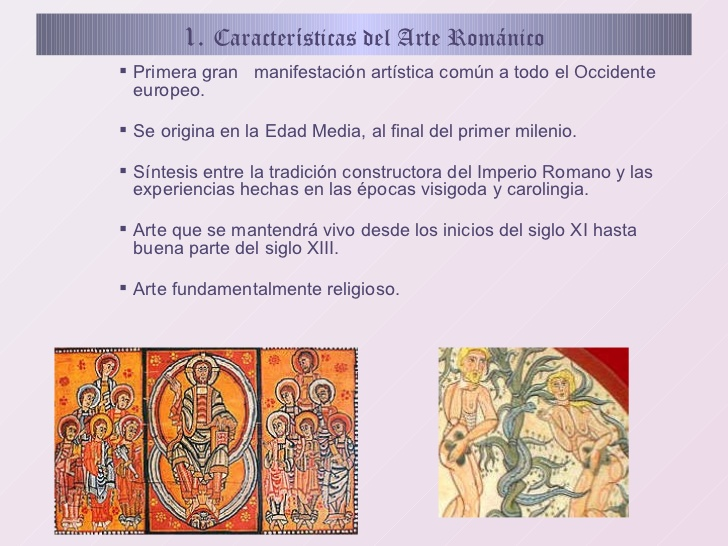 1. Características del Arte Románico
▪ Primera gran manifestación artística común a todo el Occidente
europeo.
▪ Se origina en la Edad Media, al final del primer milenio.
▪ Síntesis entre la tradición constructora del Imperio Romano y las
experiencias hechas en las épocas visigoda y carolingia.
▪ Arte que se mantendrá vivo desde los inicios del siglo XI hasta
buena parte del siglo XIII.
▪ Arte fundamentalmente religioso.